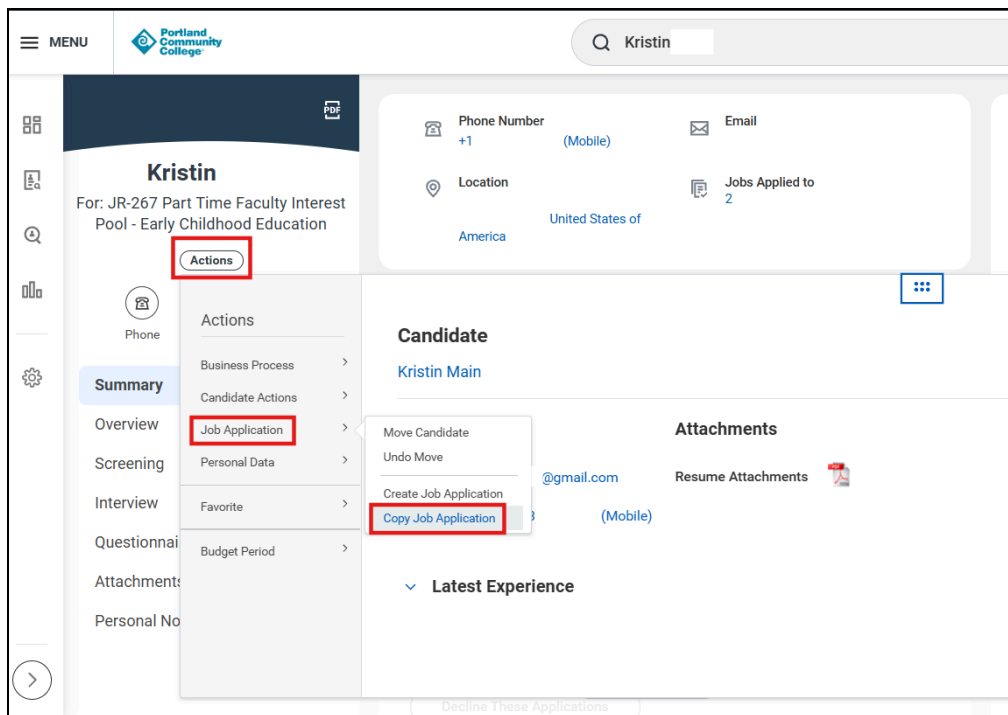 MENU
Portland
Community
College
Kristin
PDF
Kristin
For: JR-267 Part Time Faculty Interest
Pool - Early Childhood Education
Actions
Phone
Summary
Overview
Screening
Interview
Questionnai
Attachments
Personal No
Phone Number
+1 (Mobile)
Email
Location
United States of
America
Jobs Applied to
2
Actions
Business Process
Candidate Actions
Job Application
Personal Data
Favorite
Budget Period
Move Candidate
Undo Move
Create Job Application
Copy Job Application
Candidate
Kristin Main
@gmail.com
(Mobile)
Attachments
Resume Attachments
Latest Experience
Decline These Applications